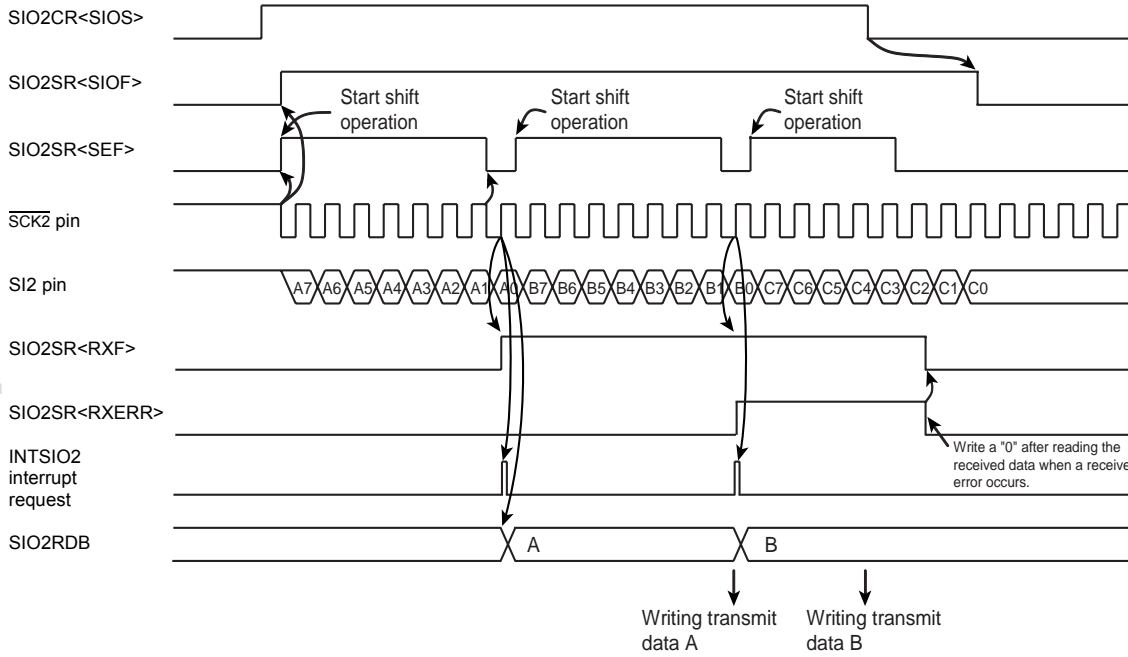 SIO2CR<SIOS>
SIO2SR<SIOF>
Start shift
operation
Start shift
operation
Start shift
operation
SIO2SR<SEF>
SCK2 pin
SI2 pin
A7 A6 A5 A4 A3 A2 A1 A0 B7 B6 B5 B4 B3 B2 B1 B0 C7 C6 C5 C4 C3 C2 C1 C0
SIO2SR<RXF>
SIO2SR<RXERR>
Write a "0" after reading the
received data when a receive
error occurs.
INTSIO2
interrupt
request
SIO2RDB
A
B
Writing transmit
data A
Writing transmit
data B